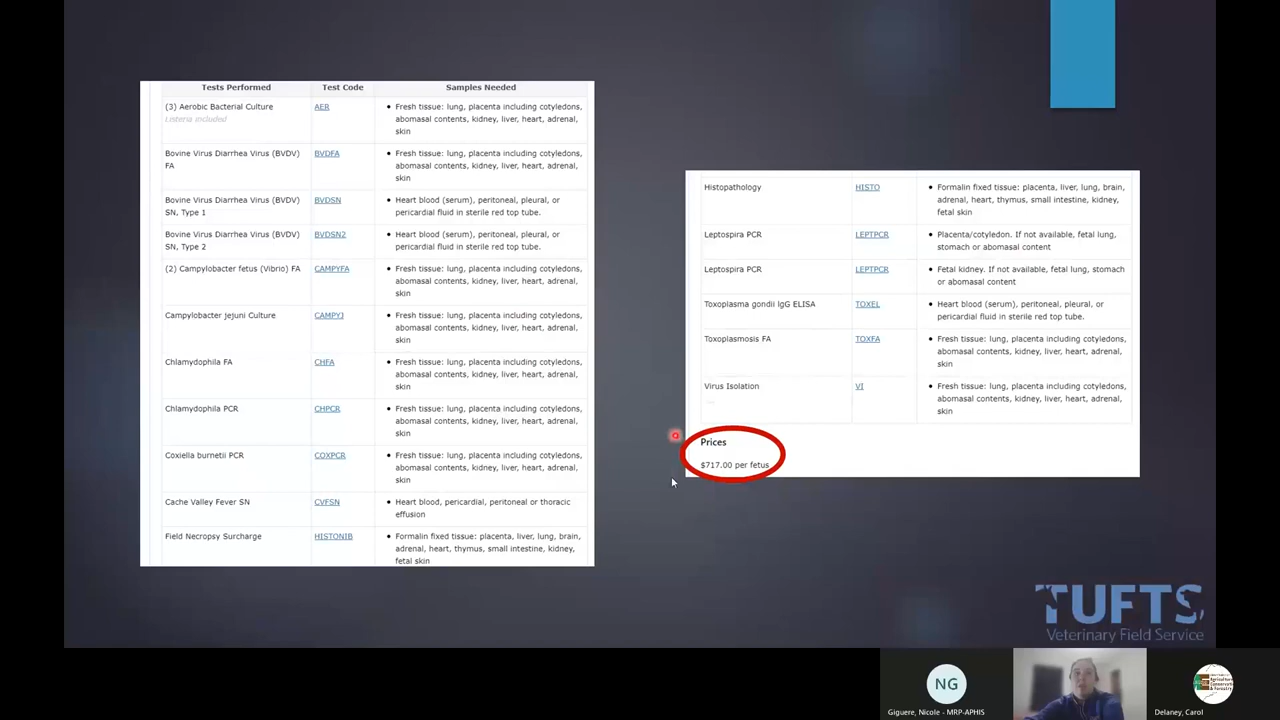 Tests Performed Test Code Samples Needed
(3) Aerobic Bacterial Culture AER • Fresh tissue: lung, placenta including cotyledons,
Listeria included abomasal contents, kidney, liver, heart, adrenal,
skin
Bovine Virus Diarrhea Virus (BVDV) BVDFA • Fresh tissue: lung, placenta including cotyledons,
FA abomasal contents, kidney, liver, heart, adrenal,
skin
Bovine Virus Diarrhea Virus (BVDV) BVDSN • Heart blood (serum), peritoneal, pleural, or
SN, Type 1 pericardial fluid in sterile red top tube.
Bovine Virus Diarrhea Virus (BVDV) BVDSN2 • Heart blood (serum), peritoneal, pleural, or
SN, Type 2 pericardial fluid in sterile red top tube.
(2) Campylobacter fetus (Vibrio) FA CAMPYFA • Fresh tissue: lung, placenta including cotyledons,
abomasal contents, kidney, liver, heart, adrenal,
skin
Campylobacter jejuni Culture CAMPYJ • Fresh tissue: lung, placenta including cotyledons,
abomasal contents, kidney, liver, heart, adrenal,
skin
Chlamydophila FA CHFA • Fresh tissue: lung, placenta including cotyledons,
abomasal contents, kidney, liver, heart, adrenal,
skin
Chlamydophila PCR CHPCR • Fresh tissue: lung, placenta including cotyledons,
abomasal contents, kidney, liver, heart, adrenal,
skin
Coxiella burnetii PCR COXPCR • Fresh tissue: lung, placenta including cotyledons,
abomasal contents, kidney, liver, heart, adrenal,
skin
Cache Valley Fever SN CVFSN • Heart blood, pericardial, peritoneal or thoracic
effusion
Field Necropsy Surcharge HISTONIB • Formalin fixed tissue: placenta, liver, lung, brain,
adrenal, heart, thymus, small intestine, kidney,
fetal skin
Histopathology HISTO • Formalin fixed tissue: placenta, liver, lung, brain,
adrenal, heart, thymus, small intestine, kidney,
fetal skin
Leptospira PCR LEPTPCR • Placenta/cotyledon. If not available, fetal lung,
stomach or abomasal content
Leptospira PCR LEPTPCR • Fetal kidney. If not available, fetal lung, stomach
or abomasal content
Toxoplasma gondii IgG ELISA TOXEL • Heart blood (serum), peritoneal, pleural, or
pericardial fluid in sterile red top tube.
Toxoplasmosis FA TOXFA • Fresh tissue: lung, placenta including cotyledons,
abomasal contents, kidney, liver, heart, adrenal,
skin
Virus Isolation VI • Fresh tissue: lung, placenta including cotyledons,
abomasal contents, kidney, liver, heart, adrenal,
skin
Prices
$717.00 per fetus
TUFTS
Veterinary Field Service
NG
Giguere, Nicole - MRP-APHIS
Delaney, Carol